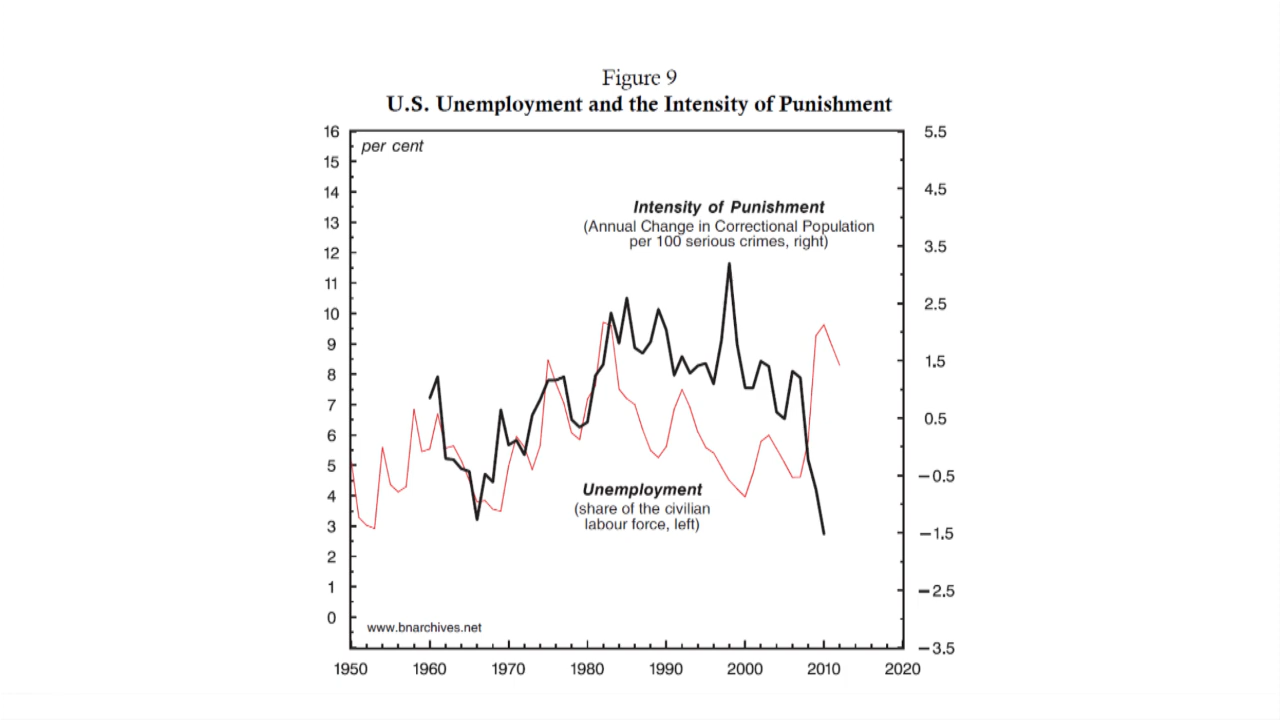 Figure 9
U.S. Unemployment and the Intensity of Punishment
per cent
16
15
14
13
12
11
10
9
8
7
6
5
4
3
2
1
0
5.5
4.5
3.5
2.5
1.5
0.5
−0.5
−1.5
−2.5
−3.5
Intensity of Punishment
(Annual Change in Correctional Population
per 100 serious crimes, right)
Unemployment
(share of the civilian
labour force, left)
www.bnarchives.net
1950 1960 1970 1980 1990 2000 2010 2020